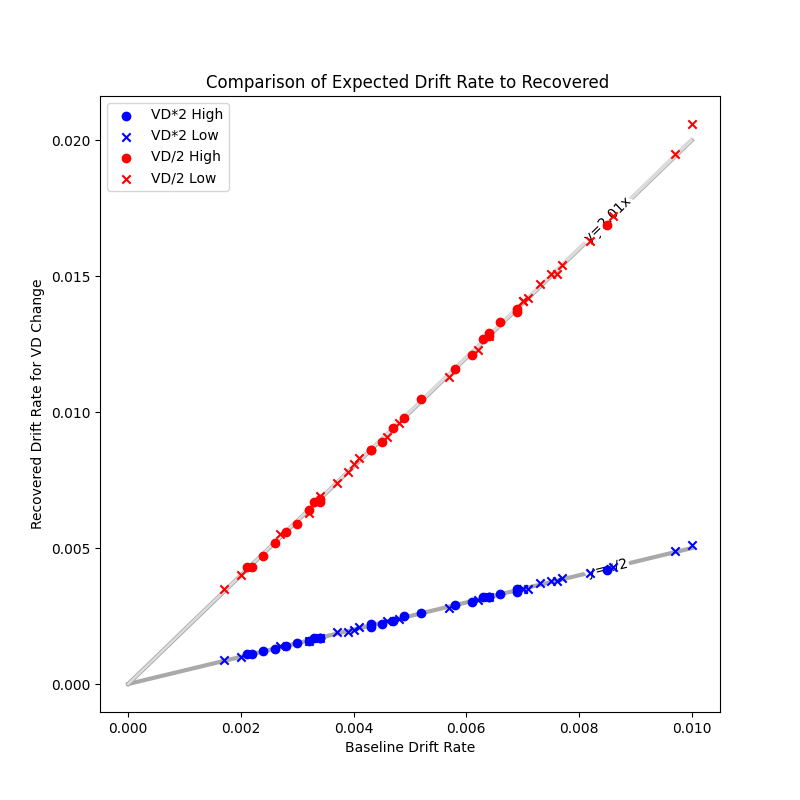 Comparison of Expected Drift Rate to Recovered
VD*2 High
VD*2 Low
VD/2 High
VD/2 Low
0.020
0.015
0.010
0.005
0.000
Recovered Drift Rate for VD Change
y=2.01x
0.000 0.002 0.004 0.006 0.008 0.010
Baseline Drift Rate